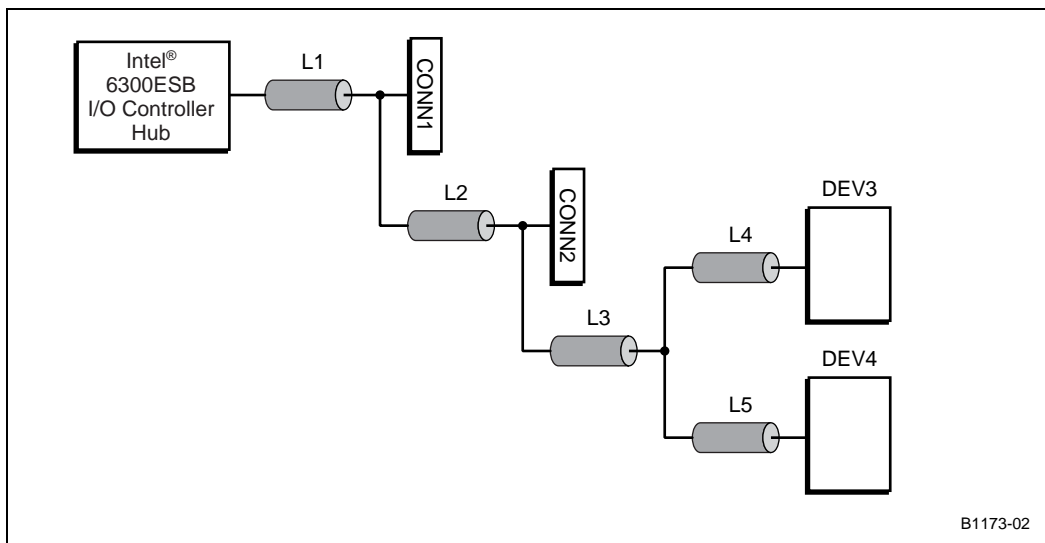 Intel®
6300ESB
I/O Controller
Hub
L1
CONN1
L2
CONN2
DEV3
L4
L3
DEV4
L5
B1173-02